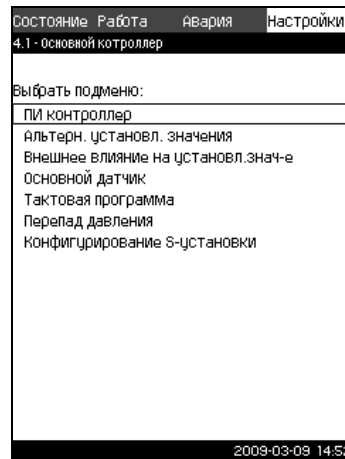 Состояние Работа Авария Настройки
4.1 - Основной котроллер
Выбрать подменю:
ПИ контроллер
Альтерн. установл. значения
Внешнее влияние на установл.знач-е
Основной датчик
Тактовая программа
Перепад давления
Конфигурирование S-установки
2009-03-09 14:52